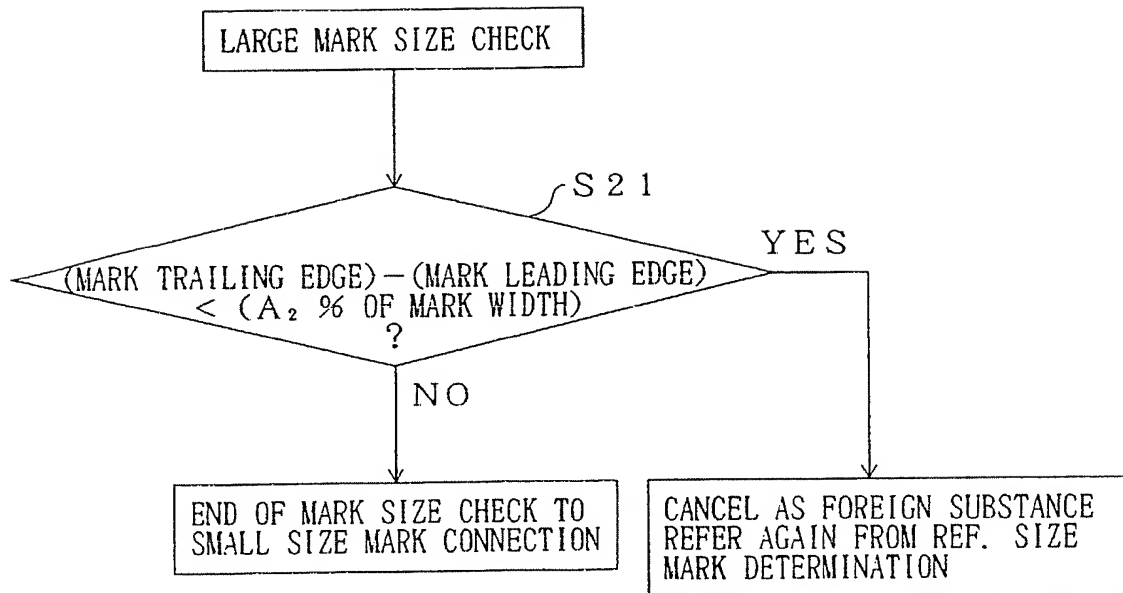 LARGE MARK SIZE CHECK
S21
YES
(MARK TRAILING EDGE)−(MARK LEADING EDGE)
< (A₂ % OF MARK WIDTH)
?
NO
END OF MARK SIZE CHECK TO
SMALL SIZE MARK CONNECTION
CANCEL AS FOREIGN SUBSTANCE
REFER AGAIN FROM REF. SIZE
MARK DETERMINATION